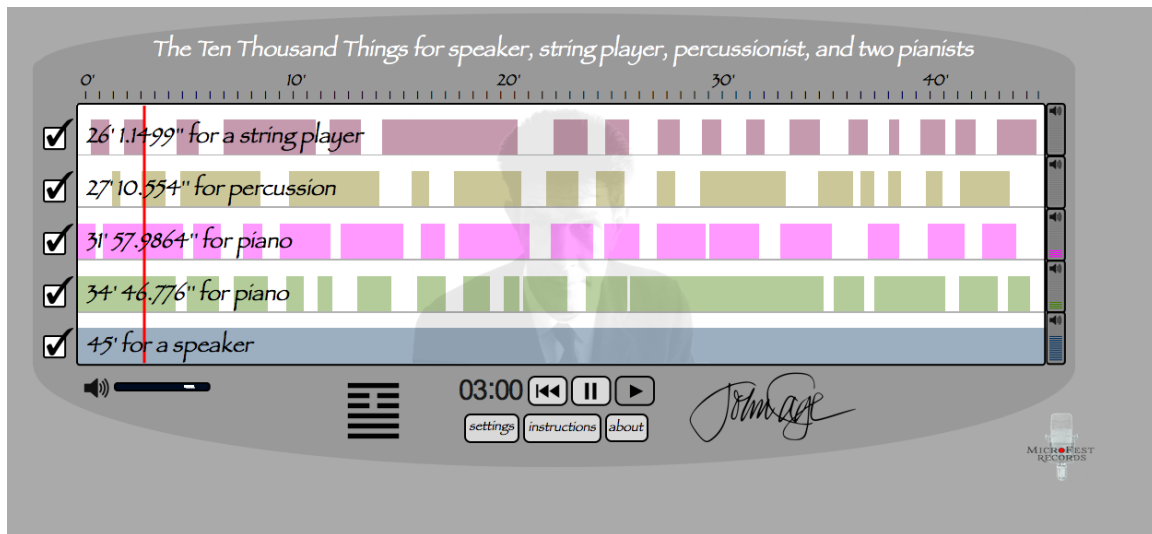 The Ten Thousand Things for speaker, string player, percussionist, and two pianists
0' 10' 20' 30' 40'
26' 1.1499" for a string player
27' 10.554" for percussion
31' 57.9864" for piano
34' 46.776" for piano
45' for a speaker
03:00
John Cage
settings instructions about
MicroFest
Records